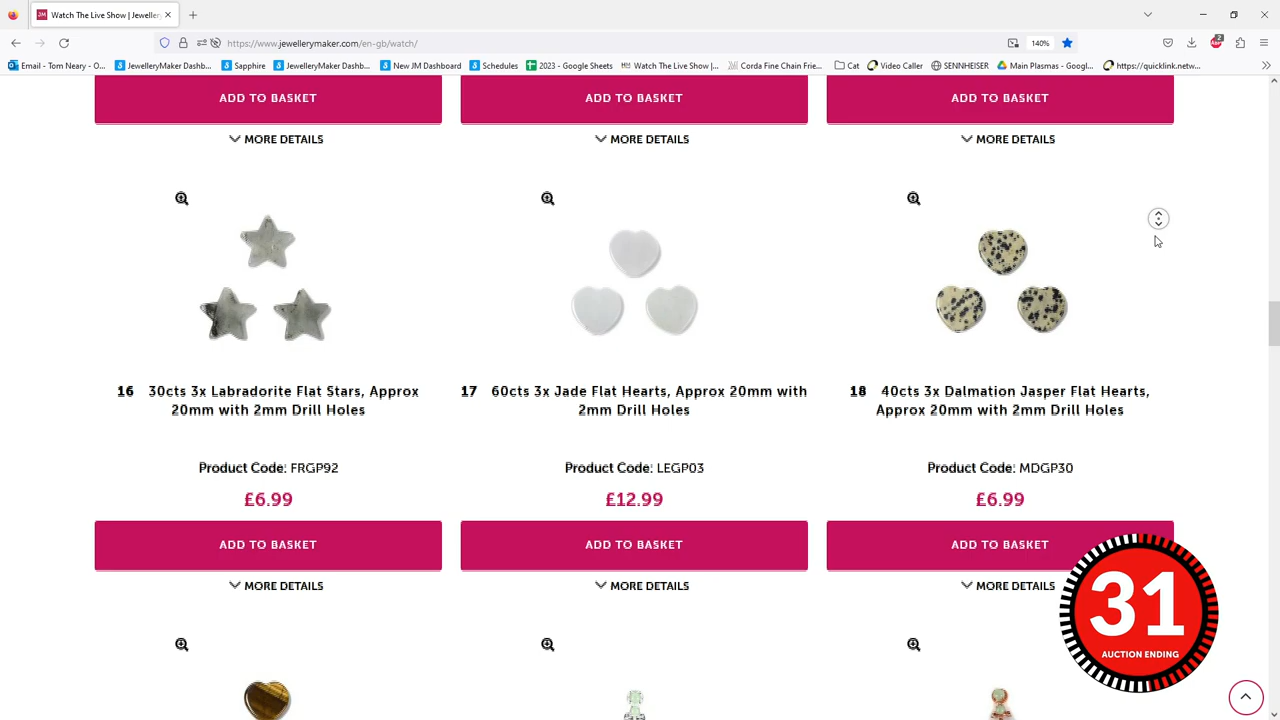 Watch The Live Show | Jeweller
https://www.jewellerymaker.com/en-gb/watch/
140%
2
Email - Tom Neary - O...
JewelleryMaker Dashb...
Sapphire
JewelleryMaker Dashb...
New JM Dashboard
Schedules
2023 - Google Sheets
Watch The Live Show |...
Corda Fine Chain Frie...
Cat
Video Caller
SENNHEISER
Main Plasmas - Googl...
https://quicklink.netw...
ADD TO BASKET
ADD TO BASKET
ADD TO BASKET
MORE DETAILS
MORE DETAILS
MORE DETAILS
16 30cts 3x Labradorite Flat Stars, Approx
20mm with 2mm Drill Holes
17 60cts 3x Jade Flat Hearts, Approx 20mm with
2mm Drill Holes
18 40cts 3x Dalmation Jasper Flat Hearts,
Approx 20mm with 2mm Drill Holes
Product Code: FRGP92
Product Code: LEGP03
Product Code: MDGP30
£6.99
£12.99
£6.99
ADD TO BASKET
ADD TO BASKET
ADD TO BASKET
MORE DETAILS
MORE DETAILS
MORE DETAILS
31
AUCTION ENDING